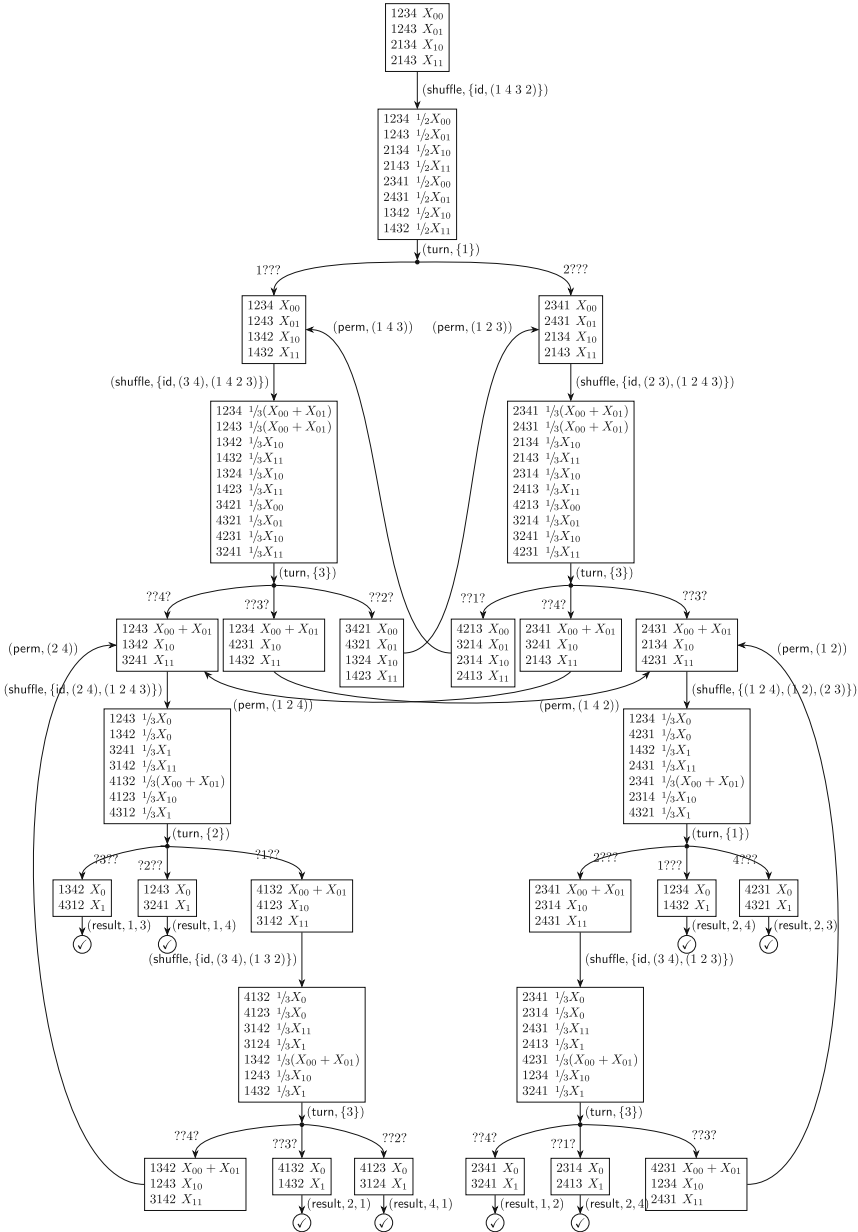 1234 X₀₀
1243 X₀₁
2134 X₁₀
2143 X₁₁
(shuffle, {id, (1 4 3 2)})
1234 ½X₀₀
1243 ½X₀₁
2134 ½X₁₀
2143 ½X₁₁
2341 ½X₀₀
2431 ½X₀₁
1342 ½X₁₀
1432 ½X₁₁
(turn, {1})
1???
2???
1234 X₀₀
1243 X₀₁
1342 X₁₀
1432 X₁₁
(perm, (1 4 3))
(perm, (1 2 3))
2341 X₀₀
2431 X₀₁
2134 X₁₀
2143 X₁₁
(shuffle, {id, (3 4), (1 4 2 3)})
(shuffle, {id, (2 3), (1 2 4 3)})
1234 ⅓(X₀₀ + X₀₁)
1243 ⅓(X₀₀ + X₀₁)
1342 ⅓X₁₀
1432 ⅓X₁₁
1324 ⅓X₁₀
1423 ⅓X₁₁
3421 ⅓X₀₀
4321 ⅓X₀₁
4231 ⅓X₁₀
3241 ⅓X₁₁
2341 ⅓(X₀₀ + X₀₁)
2431 ⅓(X₀₀ + X₀₁)
2134 ⅓X₁₀
2143 ⅓X₁₁
2314 ⅓X₁₀
2413 ⅓X₁₁
4213 ⅓X₀₀
3214 ⅓X₀₁
3241 ⅓X₁₀
4231 ⅓X₁₁
(turn, {3})
(turn, {3})
??4?
??3?
??2?
??1?
??4?
??3?
(perm, (2 4))
1243 X₀₀ + X₀₁
1342 X₁₀
3241 X₁₁
1234 X₀₀ + X₀₁
4231 X₁₀
1432 X₁₁
3421 X₀₀
4321 X₀₁
1324 X₁₀
1423 X₁₁
4213 X₀₀
3214 X₀₁
2314 X₁₀
2413 X₁₁
2341 X₀₀ + X₀₁
3241 X₁₀
2143 X₁₁
2431 X₀₀ + X₀₁
2134 X₁₀
4231 X₁₁
(perm, (1 2))
(shuffle, {id, (2 4), (1 2 4 3)})
(perm, (1 2 4))
(perm, (1 4 2))
(shuffle, {(1 2 4), (1 2), (2 3)})
1243 ⅓X₀
1342 ⅓X₀
3241 ⅓X₁
3142 ⅓X₁₁
4132 ⅓(X₀₀ + X₀₁)
4123 ⅓X₁₀
4312 ⅓X₁
1234 ⅓X₀
4231 ⅓X₀
1432 ⅓X₁
2431 ⅓X₁₁
2341 ⅓(X₀₀ + X₀₁)
2314 ⅓X₁₀
4321 ⅓X₁
(turn, {2})
(turn, {1})
?3??
?2??
?1??
2???
1???
4???
1342 X₀
4312 X₁
1243 X₀
3241 X₁
4132 X₀₀ + X₀₁
4123 X₁₀
3142 X₁₁
2341 X₀₀ + X₀₁
2314 X₁₀
2431 X₁₁
1234 X₀
1432 X₁
4231 X₀
4321 X₁
(result, 1, 3)
(result, 1, 4)
(result, 2, 4)
(result, 2, 3)
✓
✓
✓
✓
(shuffle, {id, (3 4), (1 3 2)})
(shuffle, {id, (3 4), (1 2 3)})
4132 ⅓X₀
4123 ⅓X₀
3142 ⅓X₁₁
3124 ⅓X₁
1342 ⅓(X₀₀ + X₀₁)
1243 ⅓X₁₀
1432 ⅓X₁
2341 ⅓X₀
2314 ⅓X₀
2431 ⅓X₁₁
2413 ⅓X₁
4231 ⅓(X₀₀ + X₀₁)
1234 ⅓X₁₀
3241 ⅓X₁
(turn, {3})
(turn, {3})
??4?
??3?
??2?
??4?
??1?
??3?
1342 X₀₀ + X₀₁
1243 X₁₀
3142 X₁₁
4132 X₀
1432 X₁
4123 X₀
3124 X₁
2341 X₀
3241 X₁
2314 X₀
2413 X₁
4231 X₀₀ + X₀₁
1234 X₁₀
2431 X₁₁
(result, 2, 1)
(result, 4, 1)
(result, 1, 2)
(result, 2, 4)
✓
✓
✓
✓